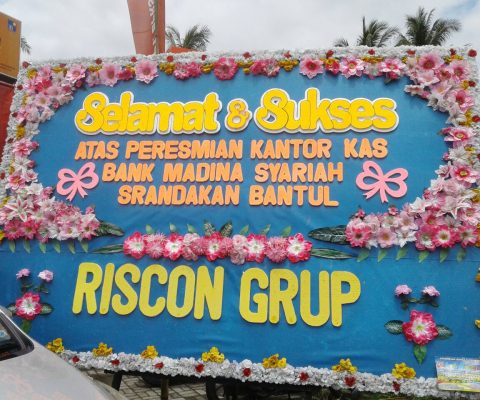 Selamat & Sukses
ATAS PERESMIAN KANTOR KAS
BANK MADINA SYARIAH
SRANDAKAN BANTUL
RISCON GRUP